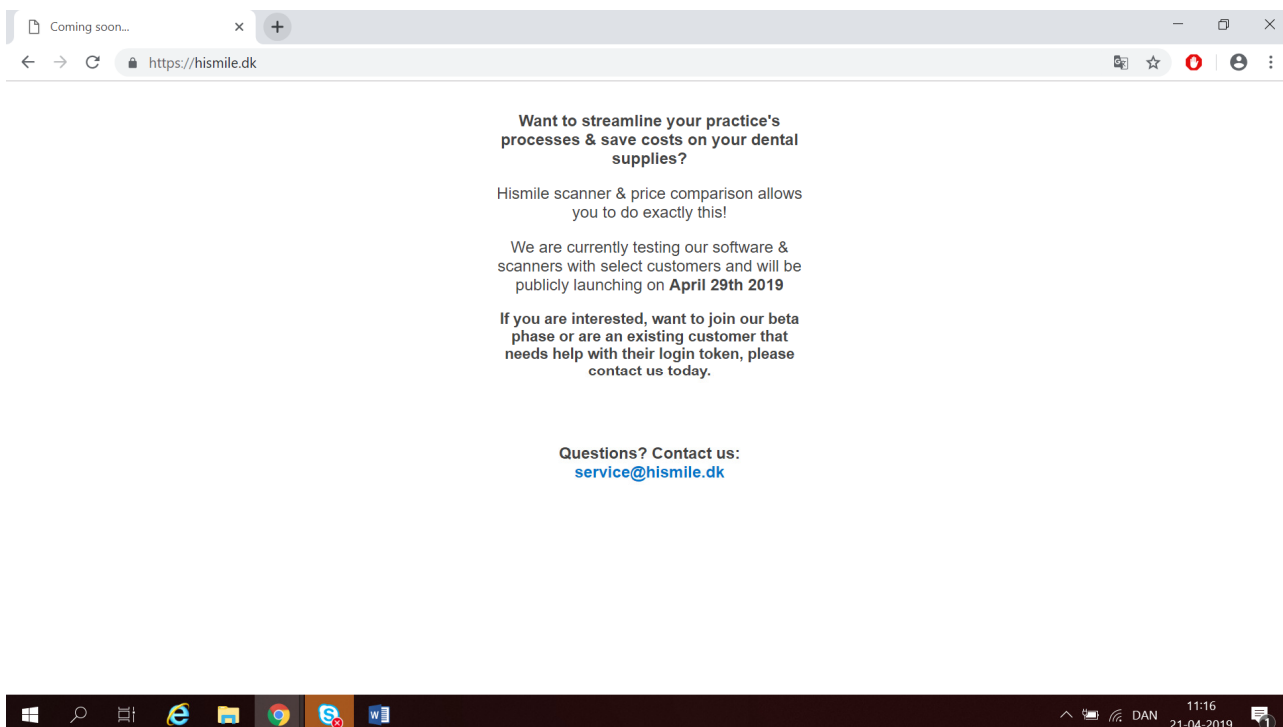 Coming soon...
https://hismile.dk
Want to streamline your practice's
processes & save costs on your dental
supplies?
Hismile scanner & price comparison allows
you to do exactly this!
We are currently testing our software &
scanners with select customers and will be
publicly launching on April 29th 2019
If you are interested, want to join our beta
phase or are an existing customer that
needs help with their login token, please
contact us today.
Questions? Contact us:
service@hismile.dk
DAN
11:16
21-04-2019